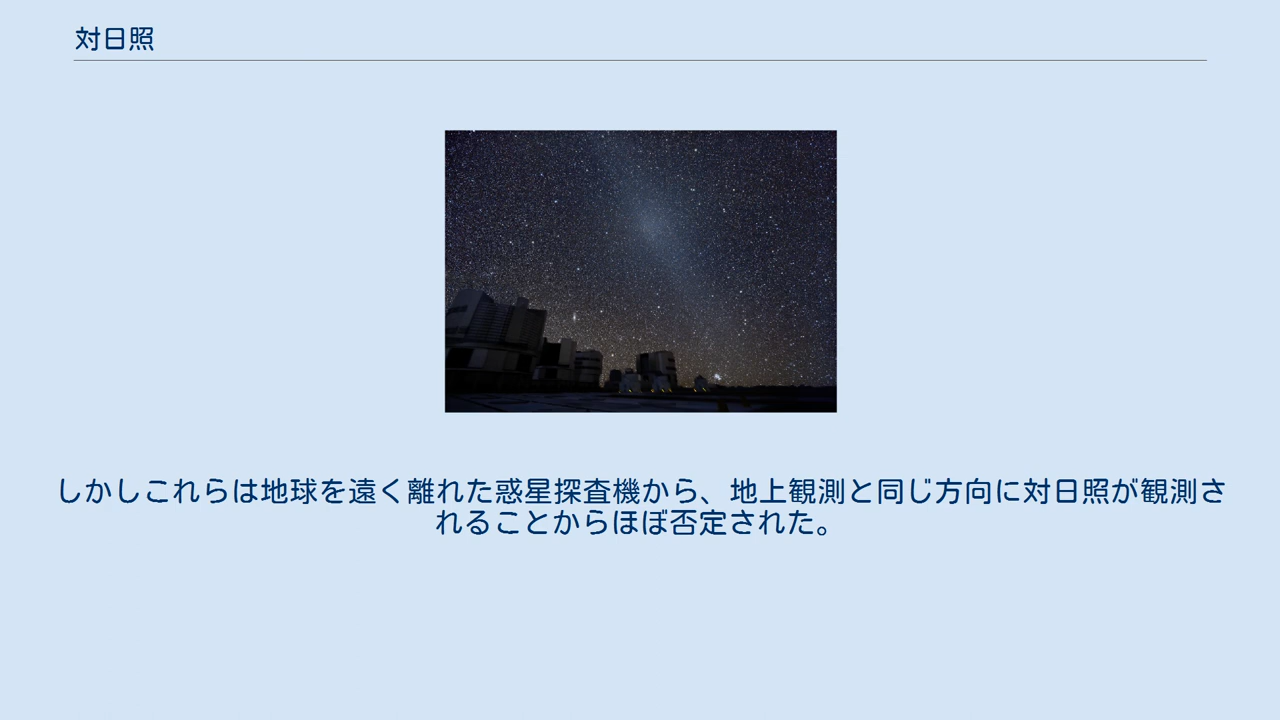 対日照
しかしこれらは地球を遠く離れた惑星探査機から、地上観測と同じ方向に対日照が観測さ
れることからほぼ否定された。